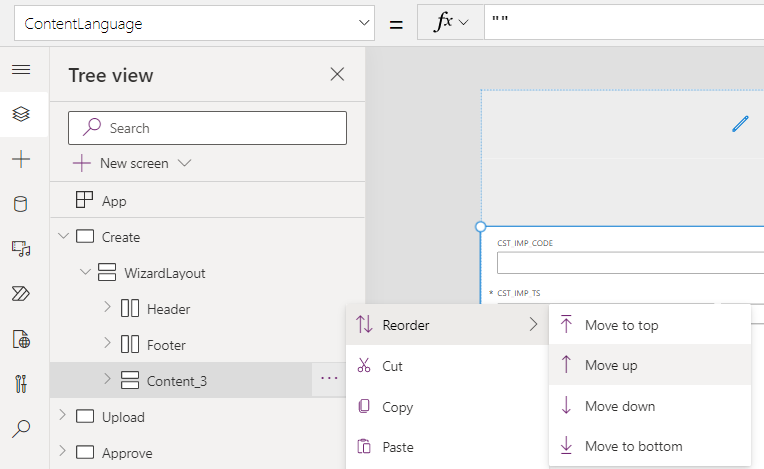 ContentLanguage
= fx ""
Tree view
Search
New screen
App
Create
WizardLayout
Header
Footer
Content_3 ...
Upload
Approve
CST_IMP_CODE
* CST_IMP_TS
Reorder
Cut
Copy
Paste
Move to top
Move up
Move down
Move to bottom